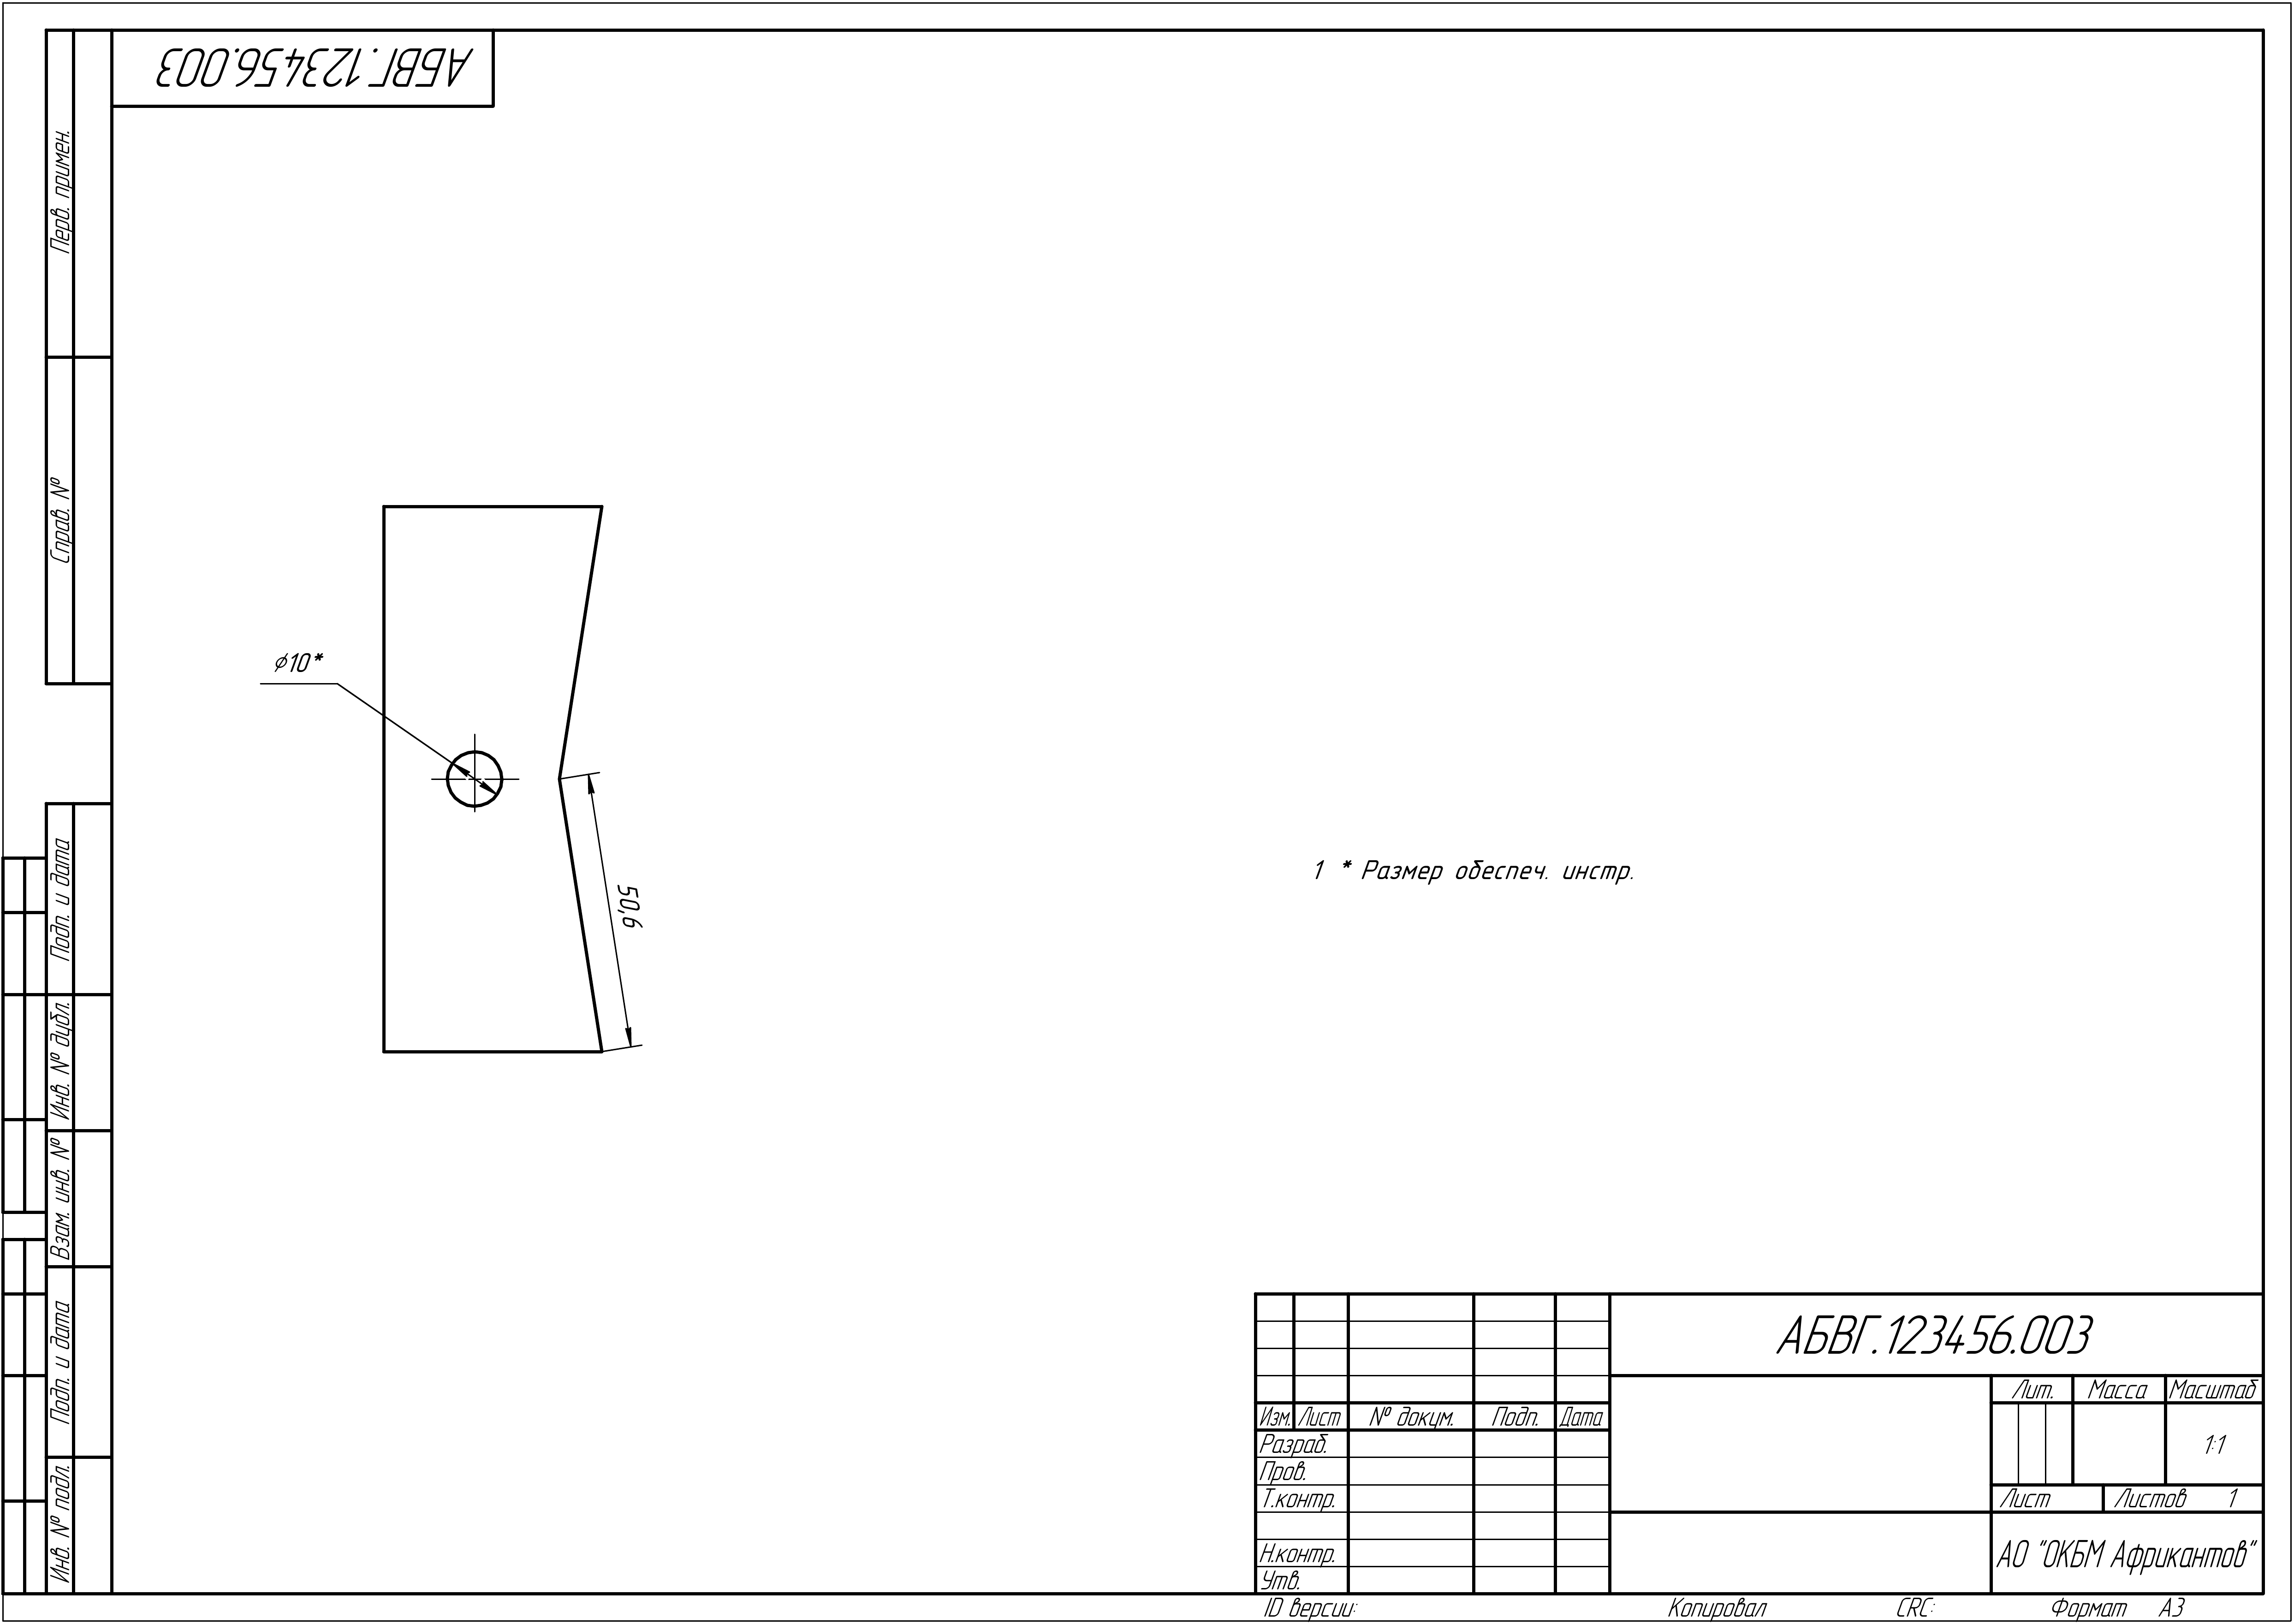 АБВГ.123456.003
Перв. примен.
Справ. №
⌀10*
50,6
1 * Размер обеспеч. инстр.
Подп. и дата
Инв. № дубл.
Взам. инв. №
Подп. и дата
Инв. № подл.
АБВГ.123456.003
Лит. Масса Масштаб
Изм. Лист № докум. Подп. Дата
Разраб.
1:1
Пров.
Т.контр.
Лист Листов 1
Н.контр.
АО "ОКБМ Африкантов"
Утв.
ID версии: Копировал CRC: Формат А3